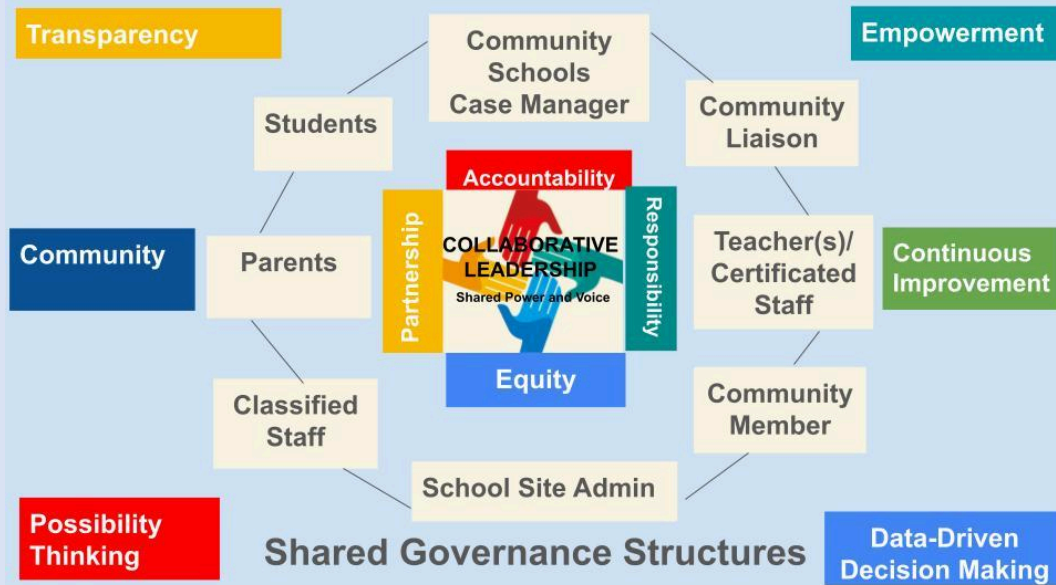 Transparency
Empowerment
Community
Schools
Case Manager
Students
Community
Liaison
Accountability
Partnership
Responsibility
COLLABORATIVE
LEADERSHIP
Shared Power and Voice
Equity
Community
Parents
Teacher(s)/
Certificated
Staff
Continuous
Improvement
Classified
Staff
Community
Member
School Site Admin
Possibility
Thinking
Shared Governance Structures
Data-Driven
Decision Making